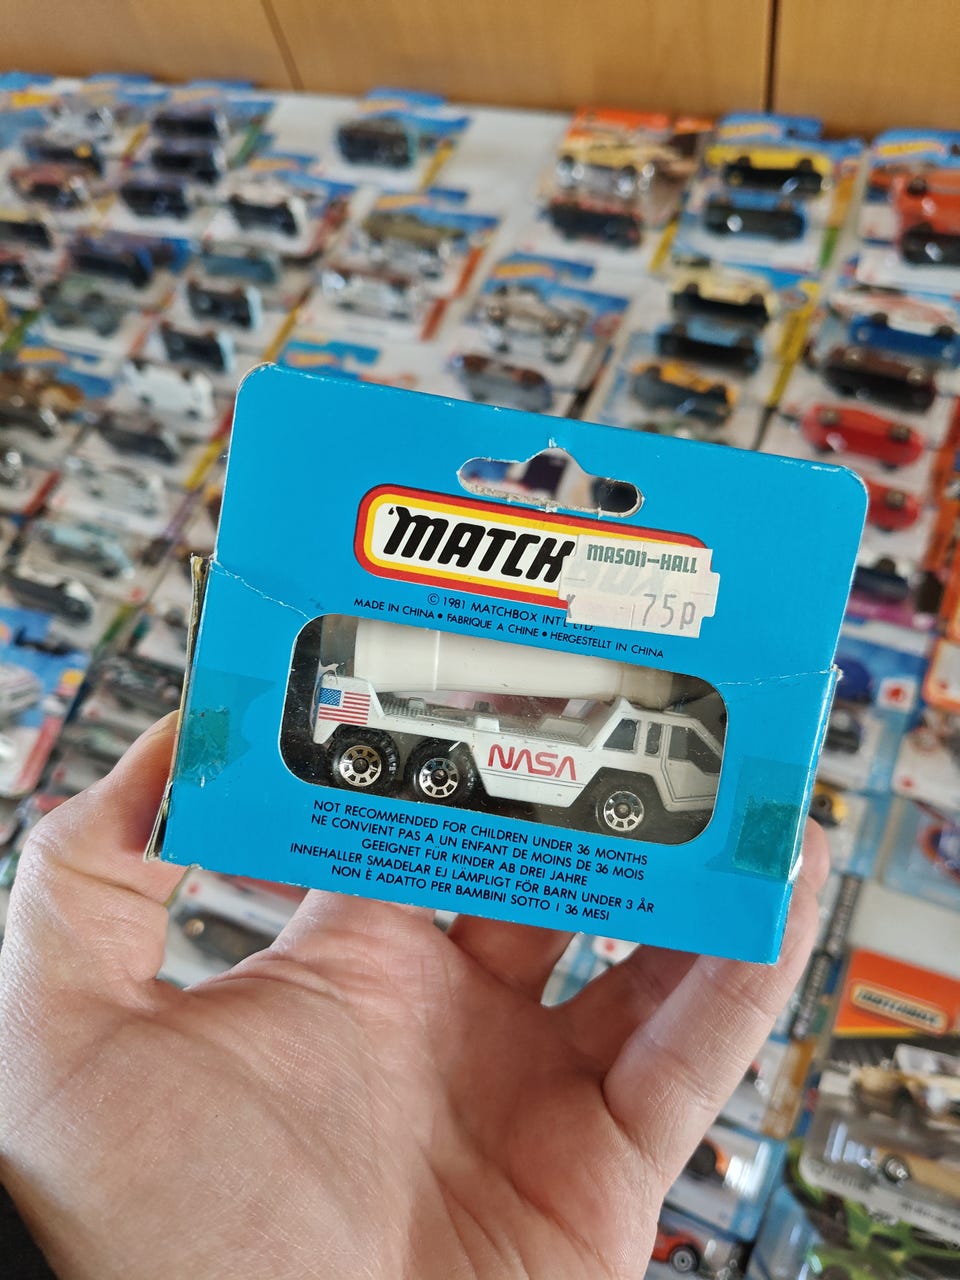 MATCH
MASON-HALL
75p
© 1981 MATCHBOX INT'L LTD
MADE IN CHINA • FABRIQUE A CHINE • HERGESTELLT IN CHINA
NASA
NOT RECOMMENDED FOR CHILDREN UNDER 36 MONTHS
NE CONVIENT PAS A UN ENFANT DE MOINS DE 36 MOIS
GEEIGNET FÜR KINDER AB DREI JAHRE
INNEHALLER SMADELAR EJ LÄMPLIGT FÖR BARN UNDER 3 ÅR
NON È ADATTO PER BAMBINI SOTTO I 36 MESI
MATCHBOX